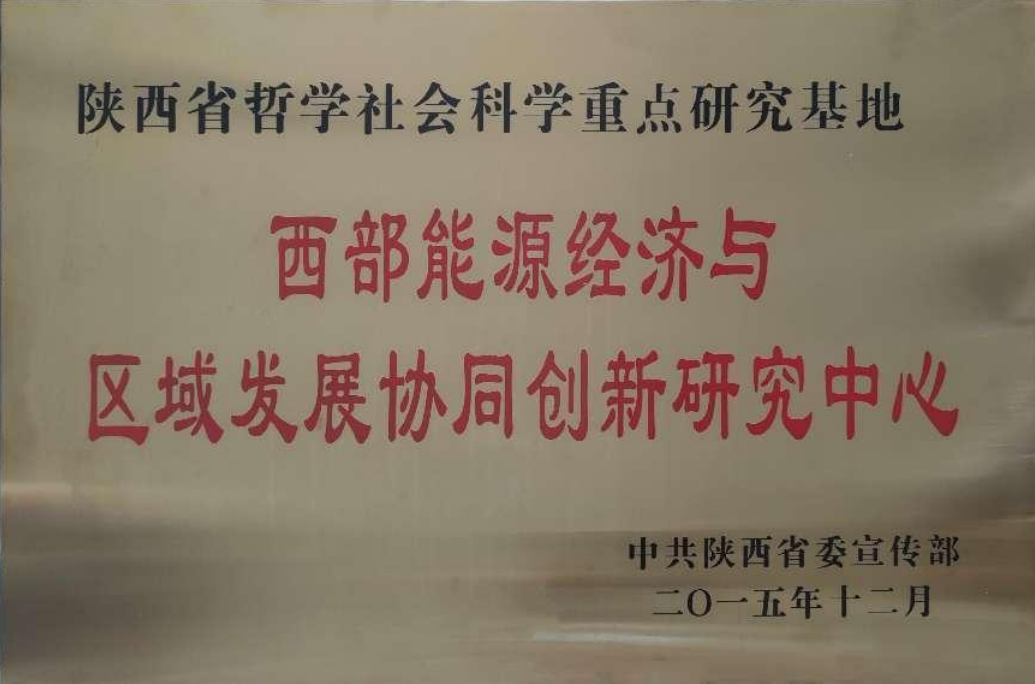 陕西省哲学社会科学重点研究基地
西部能源经济与
区域发展协同创新研究中心
中共陕西省委宣传部
二〇一五年十二月